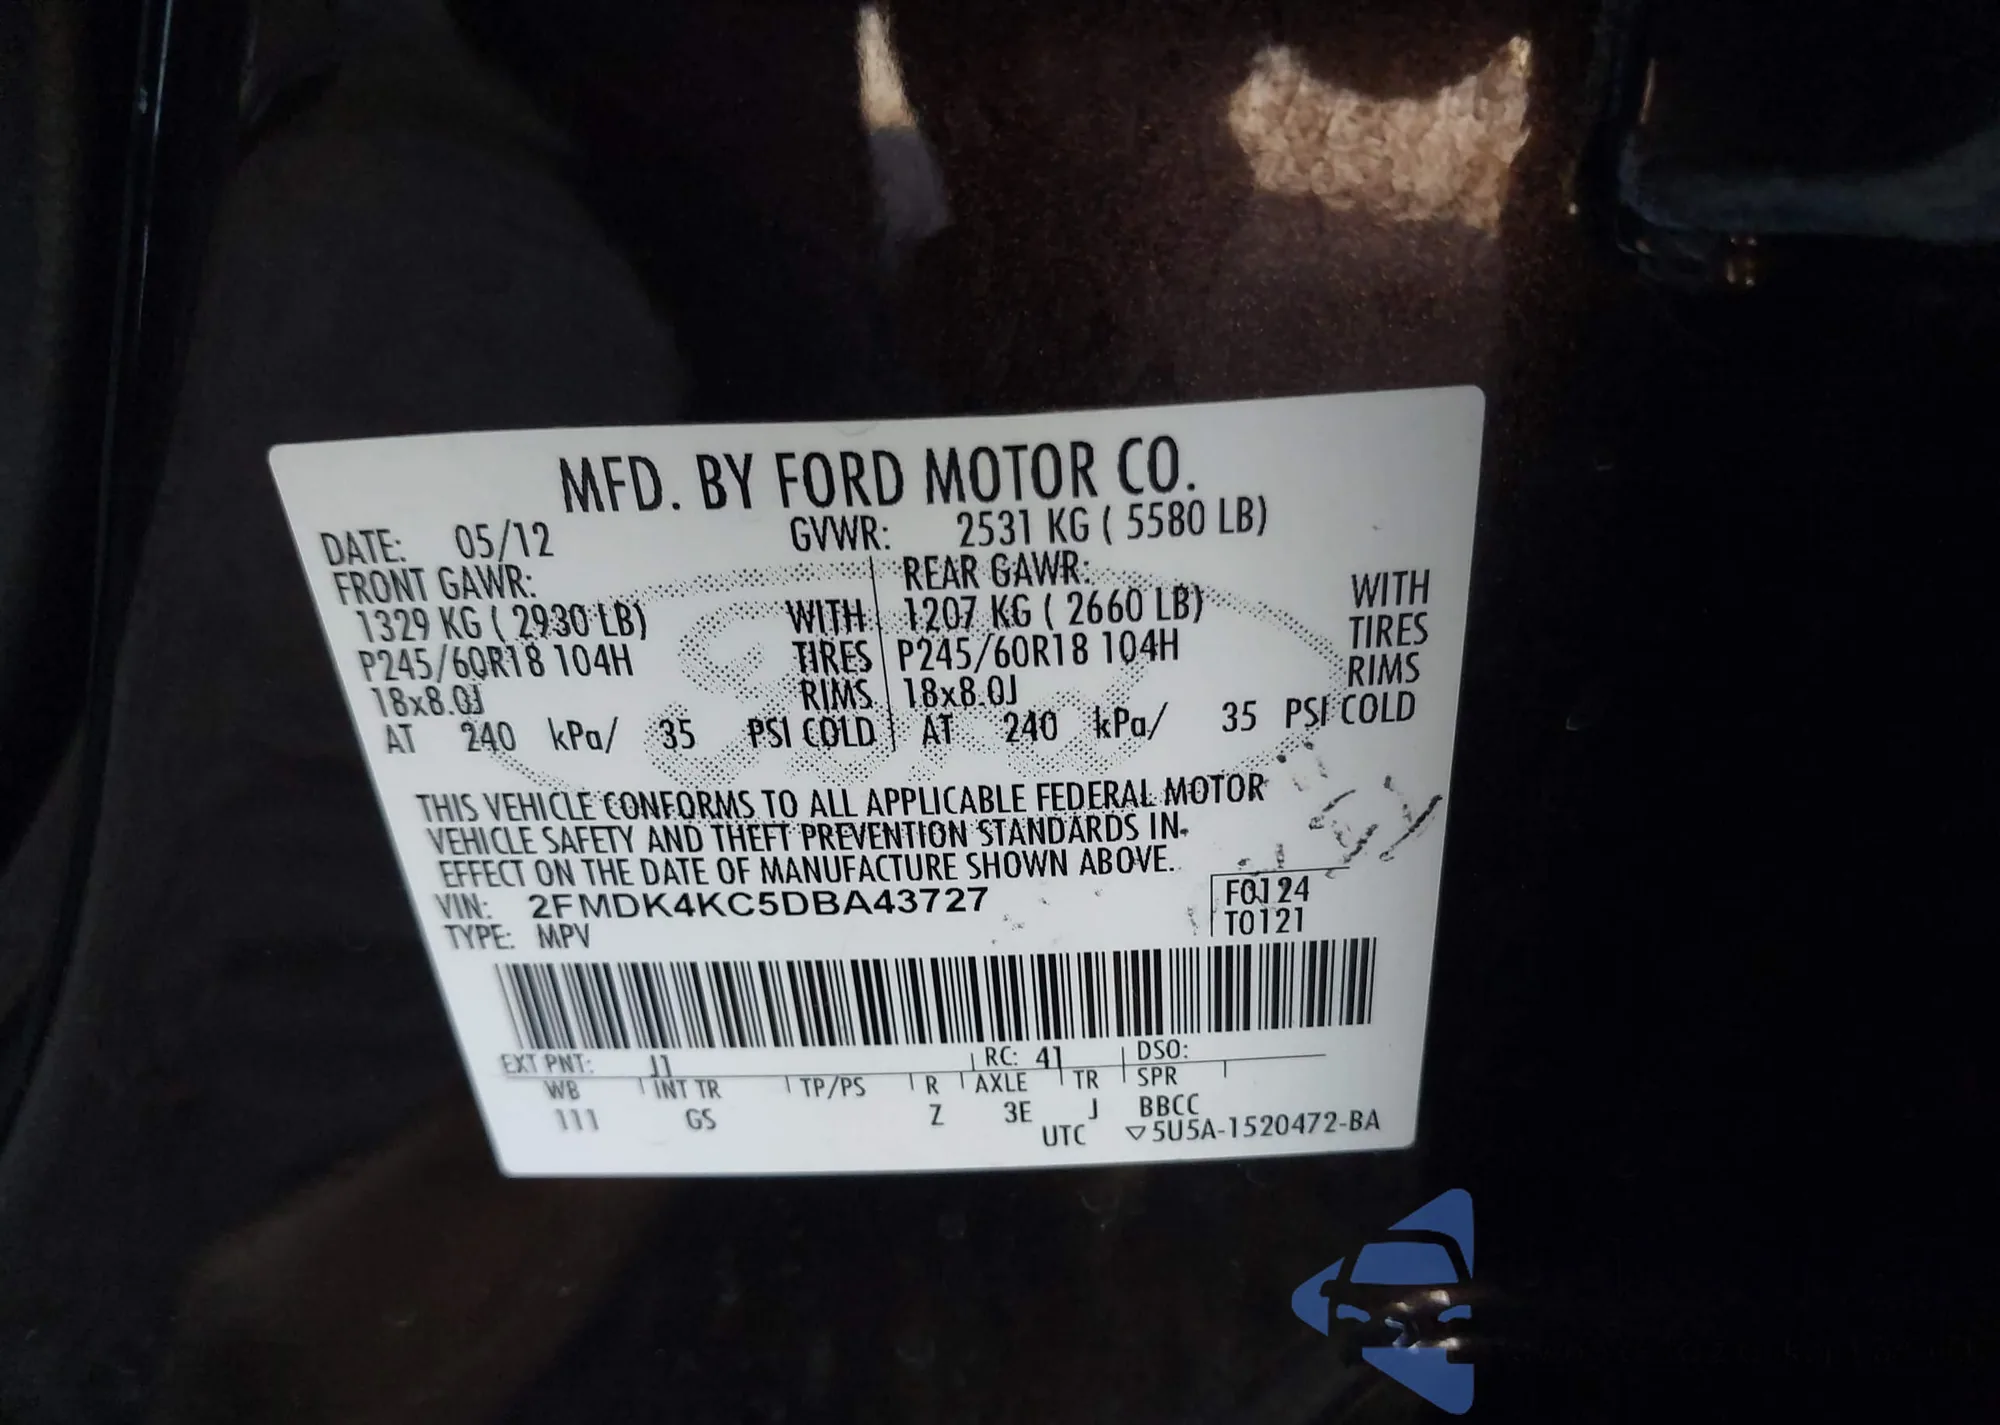 MFD. BY FORD MOTOR CO.
DATE: 05/12 GVWR: 2531 KG ( 5580 LB)
FRONT GAWR: REAR GAWR:
1329 KG ( 2930 LB) WITH 1207 KG ( 2660 LB) WITH
P245/60R18 104H TIRES P245/60R18 104H TIRES
18x8.0J RIMS 18x8.0J RIMS
AT 240 kPa/ 35 PSI COLD AT 240 kPa/ 35 PSI COLD
THIS VEHICLE CONFORMS TO ALL APPLICABLE FEDERAL MOTOR
VEHICLE SAFETY AND THEFT PREVENTION STANDARDS IN
EFFECT ON THE DATE OF MANUFACTURE SHOWN ABOVE.
VIN: 2FMDK4KC5DBA43727 F0124
TYPE: MPV T0121
EXT PNT: J1 RC: 41 DSO:
WB INT TR TP/PS R AXLE TR SPR
111 GS Z 3E J BBCC
UTC ▽5U5A-1520472-BA